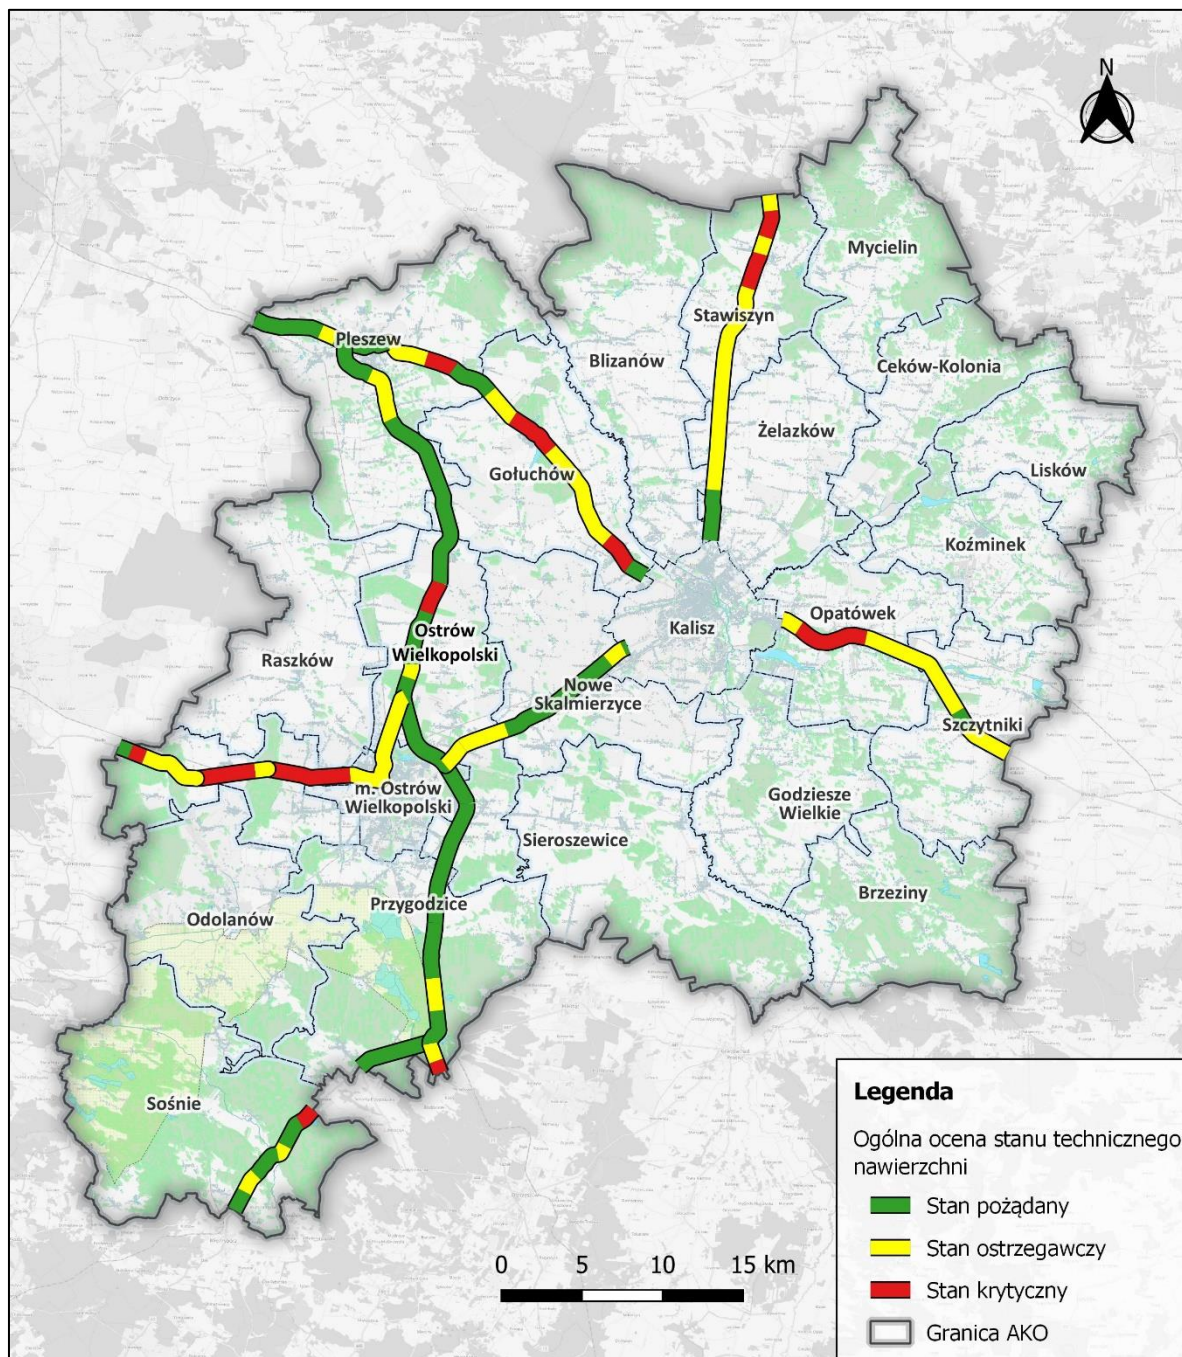 N
Mycielin
Stawiszyn
Pleszew
Blizanów
Ceków-Kolonia
Żelazków
Lisków
Gołuchów
Koźminek
Opatówek
Kalisz
Ostrów
Wielkopolski
Raszków
Nowe
Skalmierzyce
Szczytniki
m. Ostrów
Wielkopolski
Godziesze
Wielkie
Sieroszewice
Brzeziny
Przygodzice
Odolanów
Sośnie
0 5 10 15 km
Legenda
Ogólna ocena stanu technicznego
nawierzchni
Stan pożądany
Stan ostrzegawczy
Stan krytyczny
Granica AKO